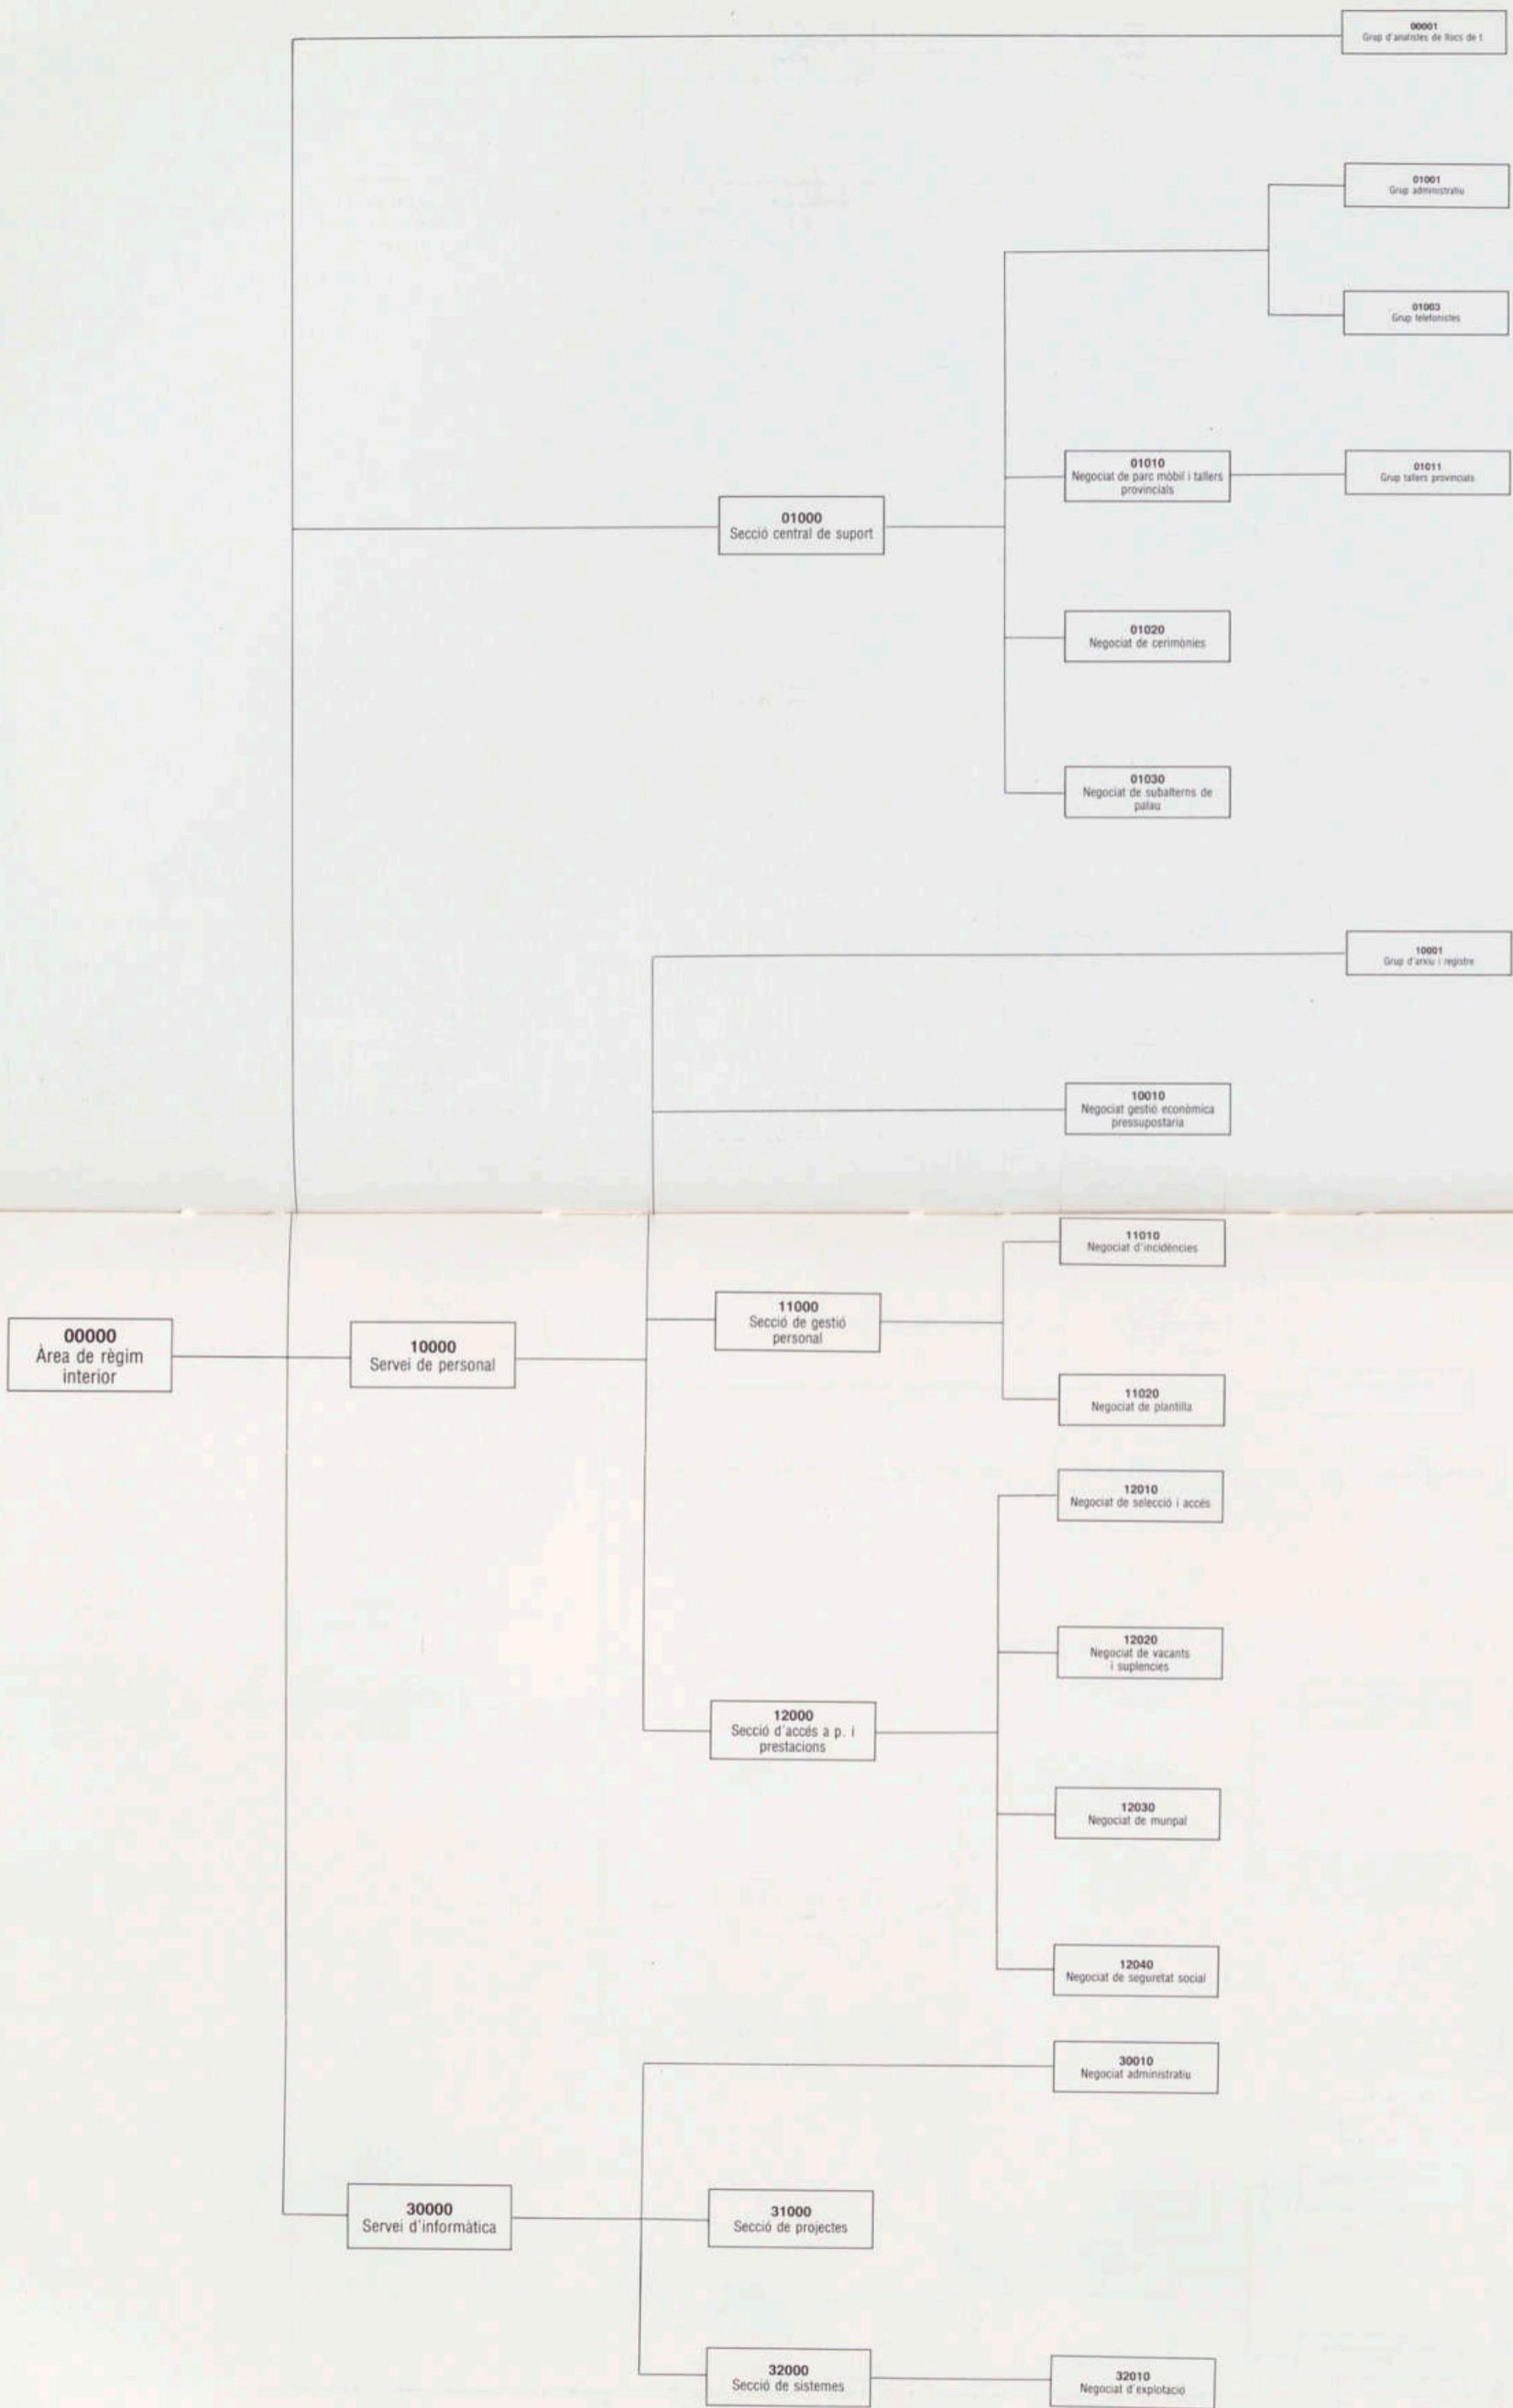 00001
Grup d'analistes de llocs de t.
01001
Grup administratiu
01003
Grup telefonistes
01010
Negociat de parc mòbil i tallers
provincials
01011
Grup tallers provincials
01000
Secció central de suport
01020
Negociat de cerimònies
01030
Negociat de subalterns de
palau
10001
Grup d'arxiu i registre
10010
Negociat gestió econòmica
pressupostaria
11010
Negociat d'incidències
11000
Secció de gestió
personal
00000
Àrea de règim
interior
10000
Servei de personal
11020
Negociat de plantilla
12010
Negociat de selecció i accés
12020
Negociat de vacants
i suplencies
12000
Secció d'accés a p. i
prestacions
12030
Negociat de munpal
12040
Negociat de seguretat social
30010
Negociat administratiu
30000
Servei d'informàtica
31000
Secció de projectes
32000
Secció de sistemes
32010
Negociat d'explotació